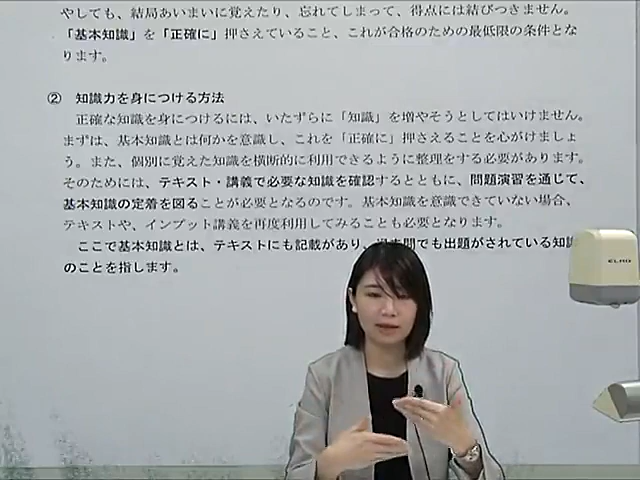 やしても、結局あいまいに覚えたり、忘れてしまって、得点には結びつきません。
「基本知識」を「正確に」押さえていること、これが合格のための最低限の条件とな
ります。
② 知識力を身につける方法
正確な知識を身につけるには、いたずらに「知識」を増やそうとしてはいけません。
まずは、基本知識とは何かを意識し、これを「正確に」押さえることを心がけましょ
う。また、個別に覚えた知識を横断的に利用できるように整理をする必要があります。
そのためには、テキスト・講義で必要な知識を確認するとともに、問題演習を通じて、
基本知識の定着を図ることが必要となるのです。基本知識を意識できていない場合、
テキストや、インプット講義を再度利用してみることも必要となります。
ここで基本知識とは、テキストにも記載があり、過去問でも出題がされている知識
のことを指します。
ELMO